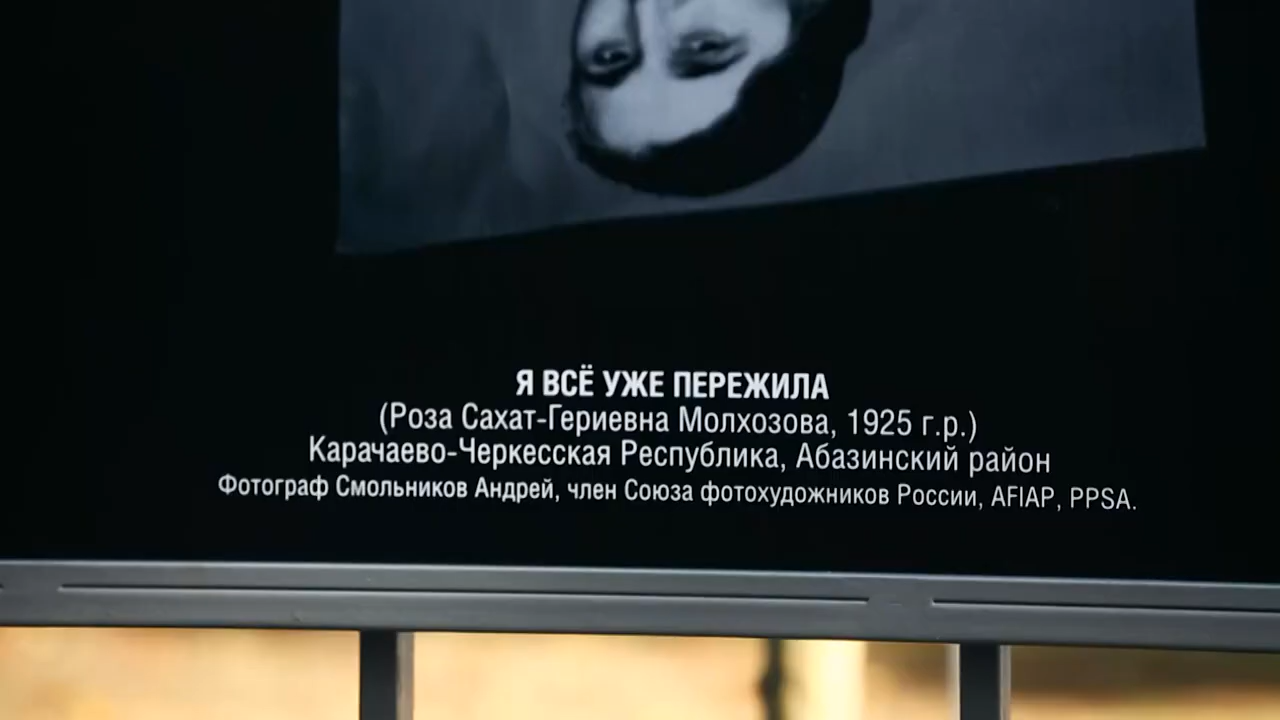 Я ВСЁ УЖЕ ПЕРЕЖИЛА
(Роза Сахат-Гериевна Молхозова, 1925 г.р.)
Карачаево-Черкесская Республика, Абазинский район
Фотограф Смольников Андрей, член Союза фотохудожников России, AFIAP, PPSA.